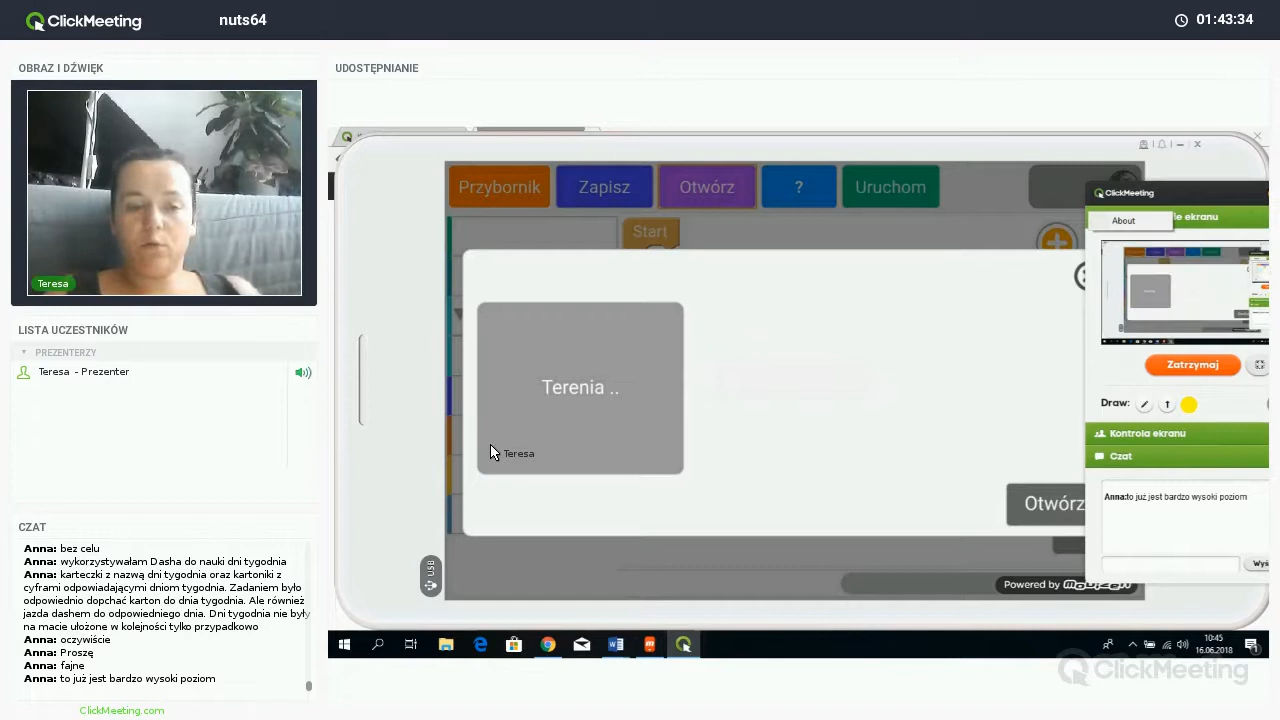 ClickMeeting
nuts64
01:43:34
OBRAZ I DŹWIĘK
Teresa
LISTA UCZESTNIKÓW
PREZENTERZY
Teresa - Prezenter
CZAT
Anna: bez celu
Anna: wykorzystywałam Dasha do nauki dni tygodnia
Anna: karteczki z nazwą dni tygodnia oraz kartoniki z
cyframi odpowiadającymi dniom tygodnia. Zadaniem było
odpowiednio dopchać karton do dnia tygodnia. Ale również
jazda dashem do odpowiedniego dnia. Dni tygodnia nie były
na macie ułożone w kolejności tylko przypadkowo
Anna: oczywiście
Anna: Proszę
Anna: fajne
Anna: to już jest bardzo wysoki poziom
ClickMeeting.com
UDOSTĘPNIANIE
Przybornik
Zapisz
Otwórz
?
Uruchom
Start
Terenia ..
Teresa
Otwórz
USB
Powered by
ClickMeeting
About
le ekranu
Zatrzymaj
Draw:
Kontrola ekranu
Czat
Anna:to już jest bardzo wysoki poziom
Wyś
10:45
16.06.2018
ClickMeeting